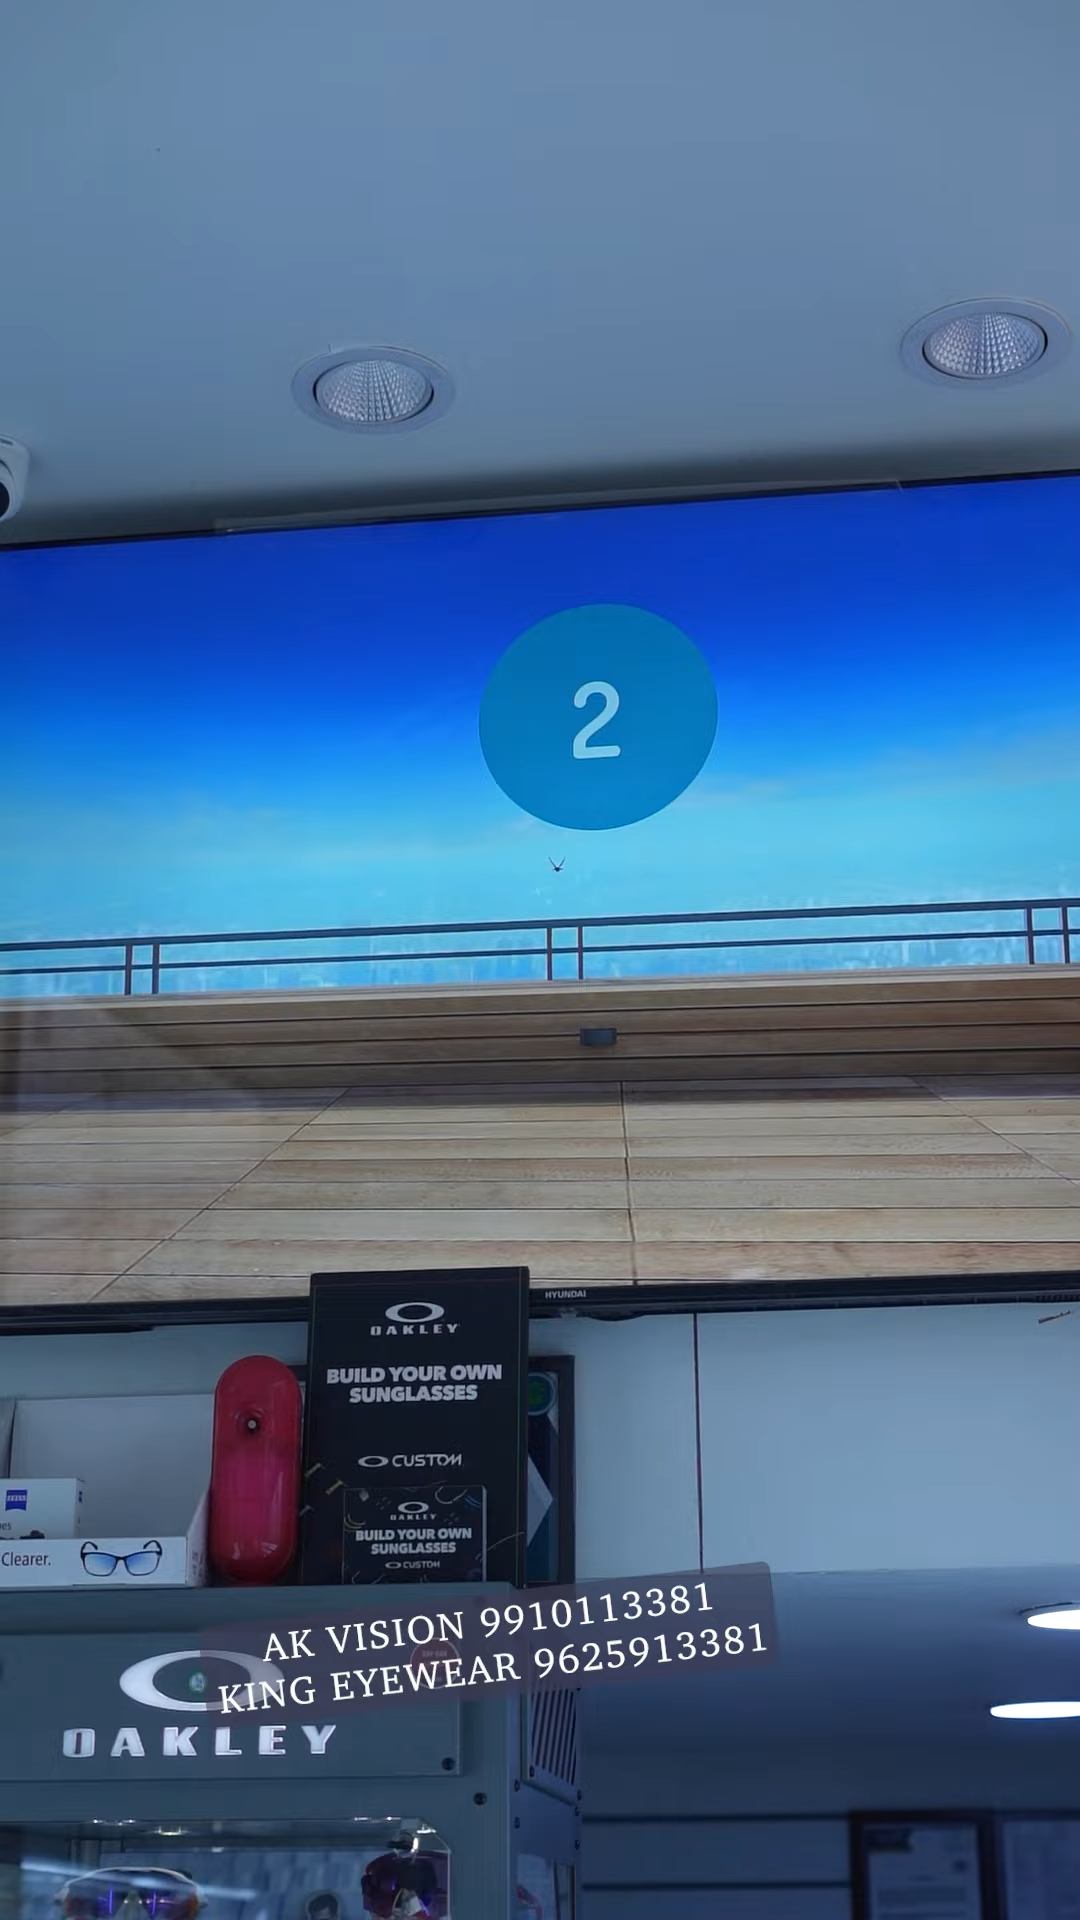 2
HYUNDAI
OAKLEY
BUILD YOUR OWN
SUNGLASSES
CUSTOM
OAKLEY
BUILD YOUR OWN
SUNGLASSES
CUSTOM
ZEISS
Clearer.
AK VISION 9910113381
KING EYEWEAR 9625913381
OAKLEY